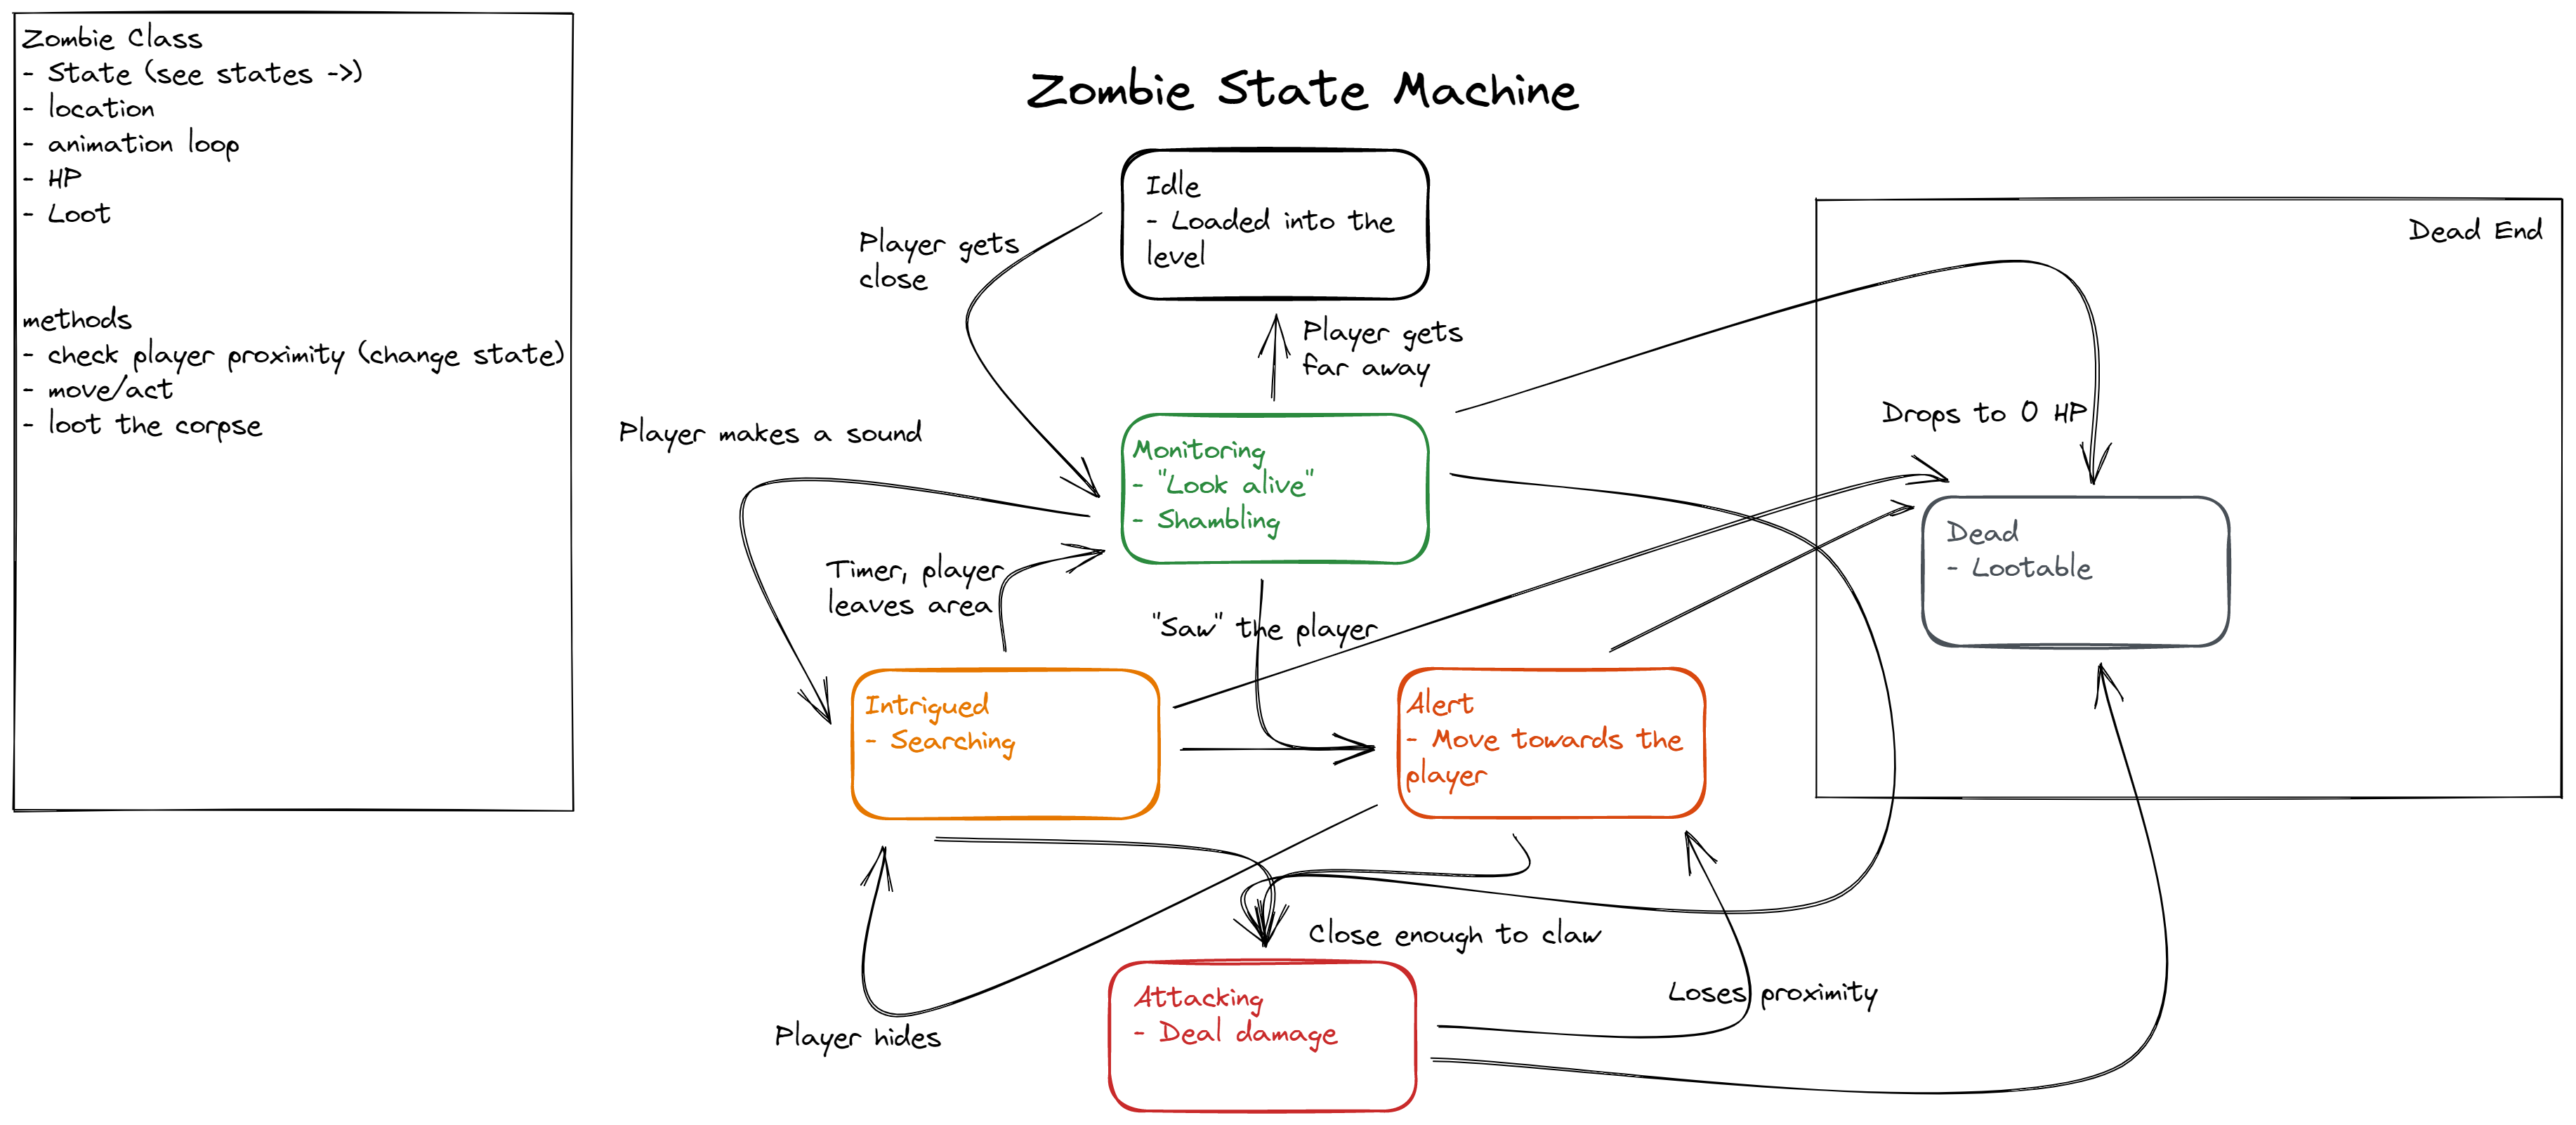 Zombie Class
- State (see states ->)
- location
- animation loop
- HP
- Loot
methods
- check player proximity (change state)
- move/act
- loot the corpse
Zombie State Machine
Idle
- Loaded into the
level
Player gets
close
Player gets
far away
Dead End
Player makes a sound
Monitoring
- "Look alive"
- Shambling
Drops to 0 HP
Dead
- Lootable
Timer, player
leaves area
"Saw" the player
Intrigued
- Searching
Alert
- Move towards the
player
Close enough to claw
Loses proximity
Player hides
Attacking
- Deal damage